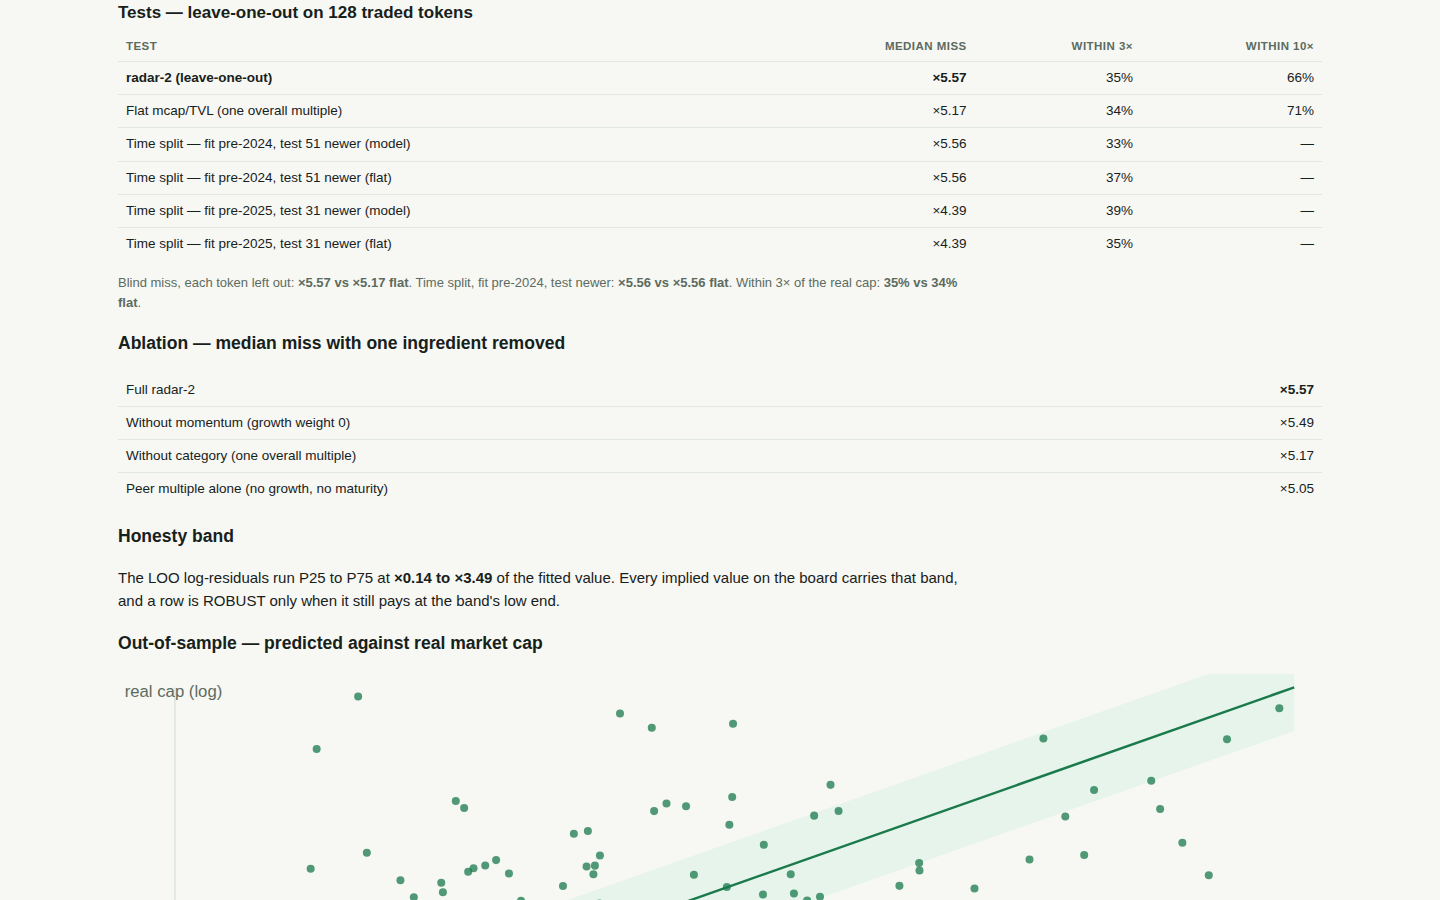 Tests — leave-one-out on 128 traded tokens
TEST MEDIAN MISS WITHIN 3× WITHIN 10×
radar-2 (leave-one-out) ×5.57 35% 66%
Flat mcap/TVL (one overall multiple) ×5.17 34% 71%
Time split — fit pre-2024, test 51 newer (model) ×5.56 33% —
Time split — fit pre-2024, test 51 newer (flat) ×5.56 37% —
Time split — fit pre-2025, test 31 newer (model) ×4.39 39% —
Time split — fit pre-2025, test 31 newer (flat) ×4.39 35% —
Blind miss, each token left out: ×5.57 vs ×5.17 flat. Time split, fit pre-2024, test newer: ×5.56 vs ×5.56 flat. Within 3× of the real cap: 35% vs 34%
flat.
Ablation — median miss with one ingredient removed
Full radar-2 ×5.57
Without momentum (growth weight 0) ×5.49
Without category (one overall multiple) ×5.17
Peer multiple alone (no growth, no maturity) ×5.05
Honesty band
The LOO log-residuals run P25 to P75 at ×0.14 to ×3.49 of the fitted value. Every implied value on the board carries that band,
and a row is ROBUST only when it still pays at the band's low end.
Out-of-sample — predicted against real market cap
real cap (log)